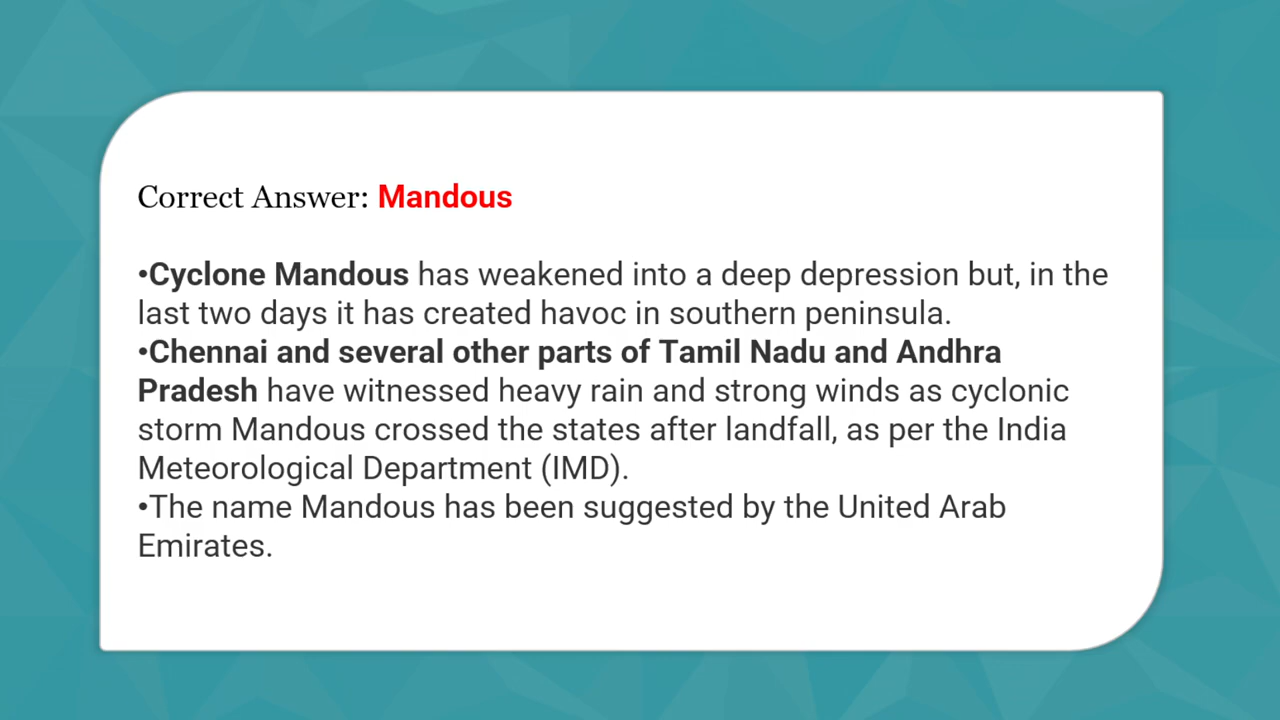 Correct Answer: Mandous
•Cyclone Mandous has weakened into a deep depression but, in the
last two days it has created havoc in southern peninsula.
•Chennai and several other parts of Tamil Nadu and Andhra
Pradesh have witnessed heavy rain and strong winds as cyclonic
storm Mandous crossed the states after landfall, as per the India
Meteorological Department (IMD).
•The name Mandous has been suggested by the United Arab
Emirates.